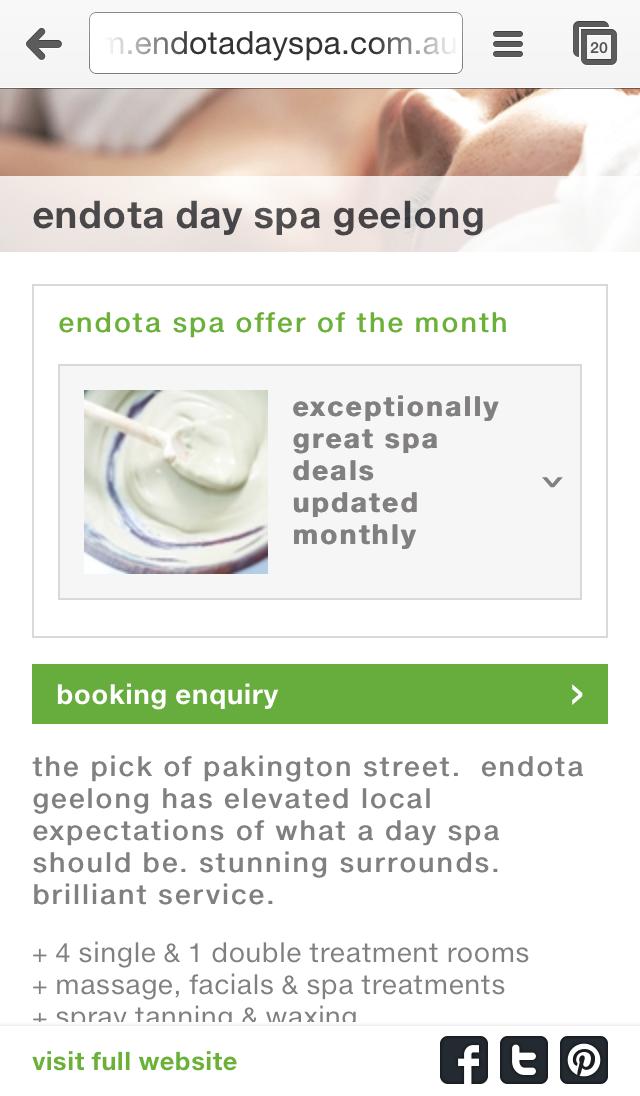 m.endotadayspa.com.au
20
endota day spa geelong
endota spa offer of the month
exceptionally
great spa
deals
updated
monthly
booking enquiry
the pick of pakington street.  endota
geelong has elevated local
expectations of what a day spa
should be. stunning surrounds.
brilliant service.
+ 4 single & 1 double treatment rooms
+ massage, facials & spa treatments
+ spray tanning & waxing
visit full website